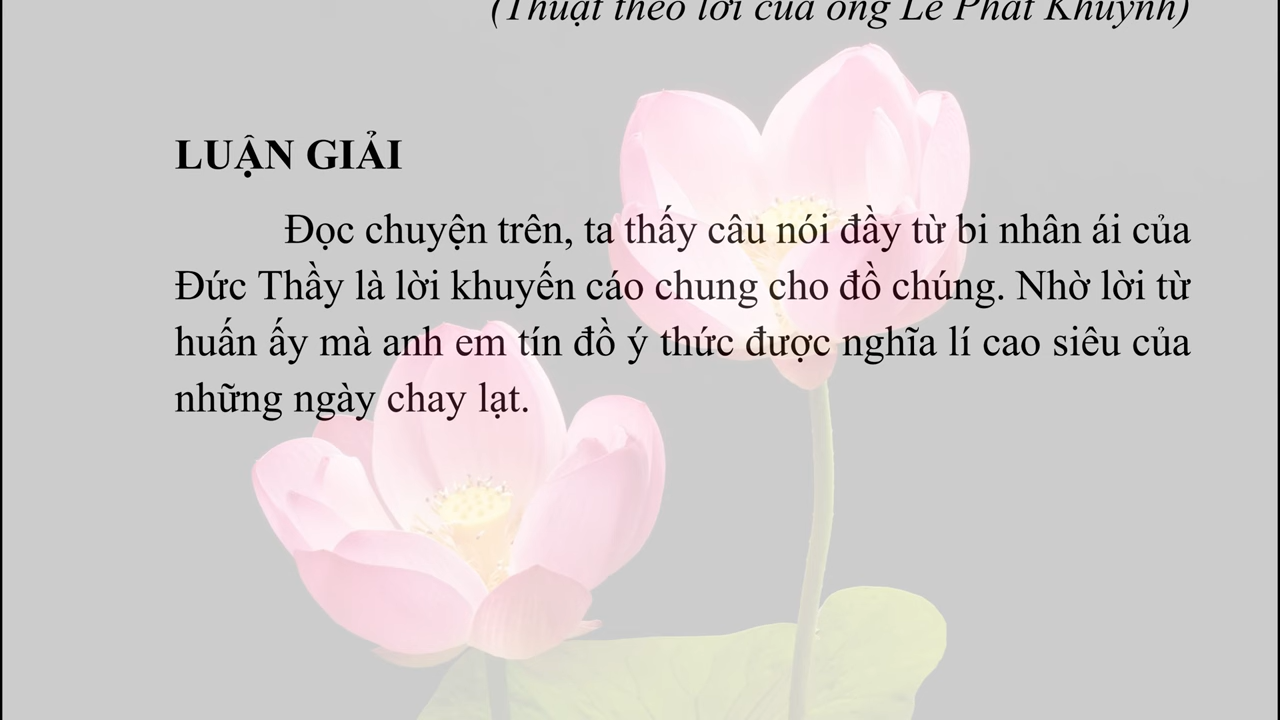 (Thuật theo lời của ông Lê Phát Khuynh)
LUẬN GIẢI
Đọc chuyện trên, ta thấy câu nói đầy từ bi nhân ái của
Đức Thầy là lời khuyến cáo chung cho đồ chúng. Nhờ lời từ
huấn ấy mà anh em tín đồ ý thức được nghĩa lí cao siêu của
những ngày chay lạt.